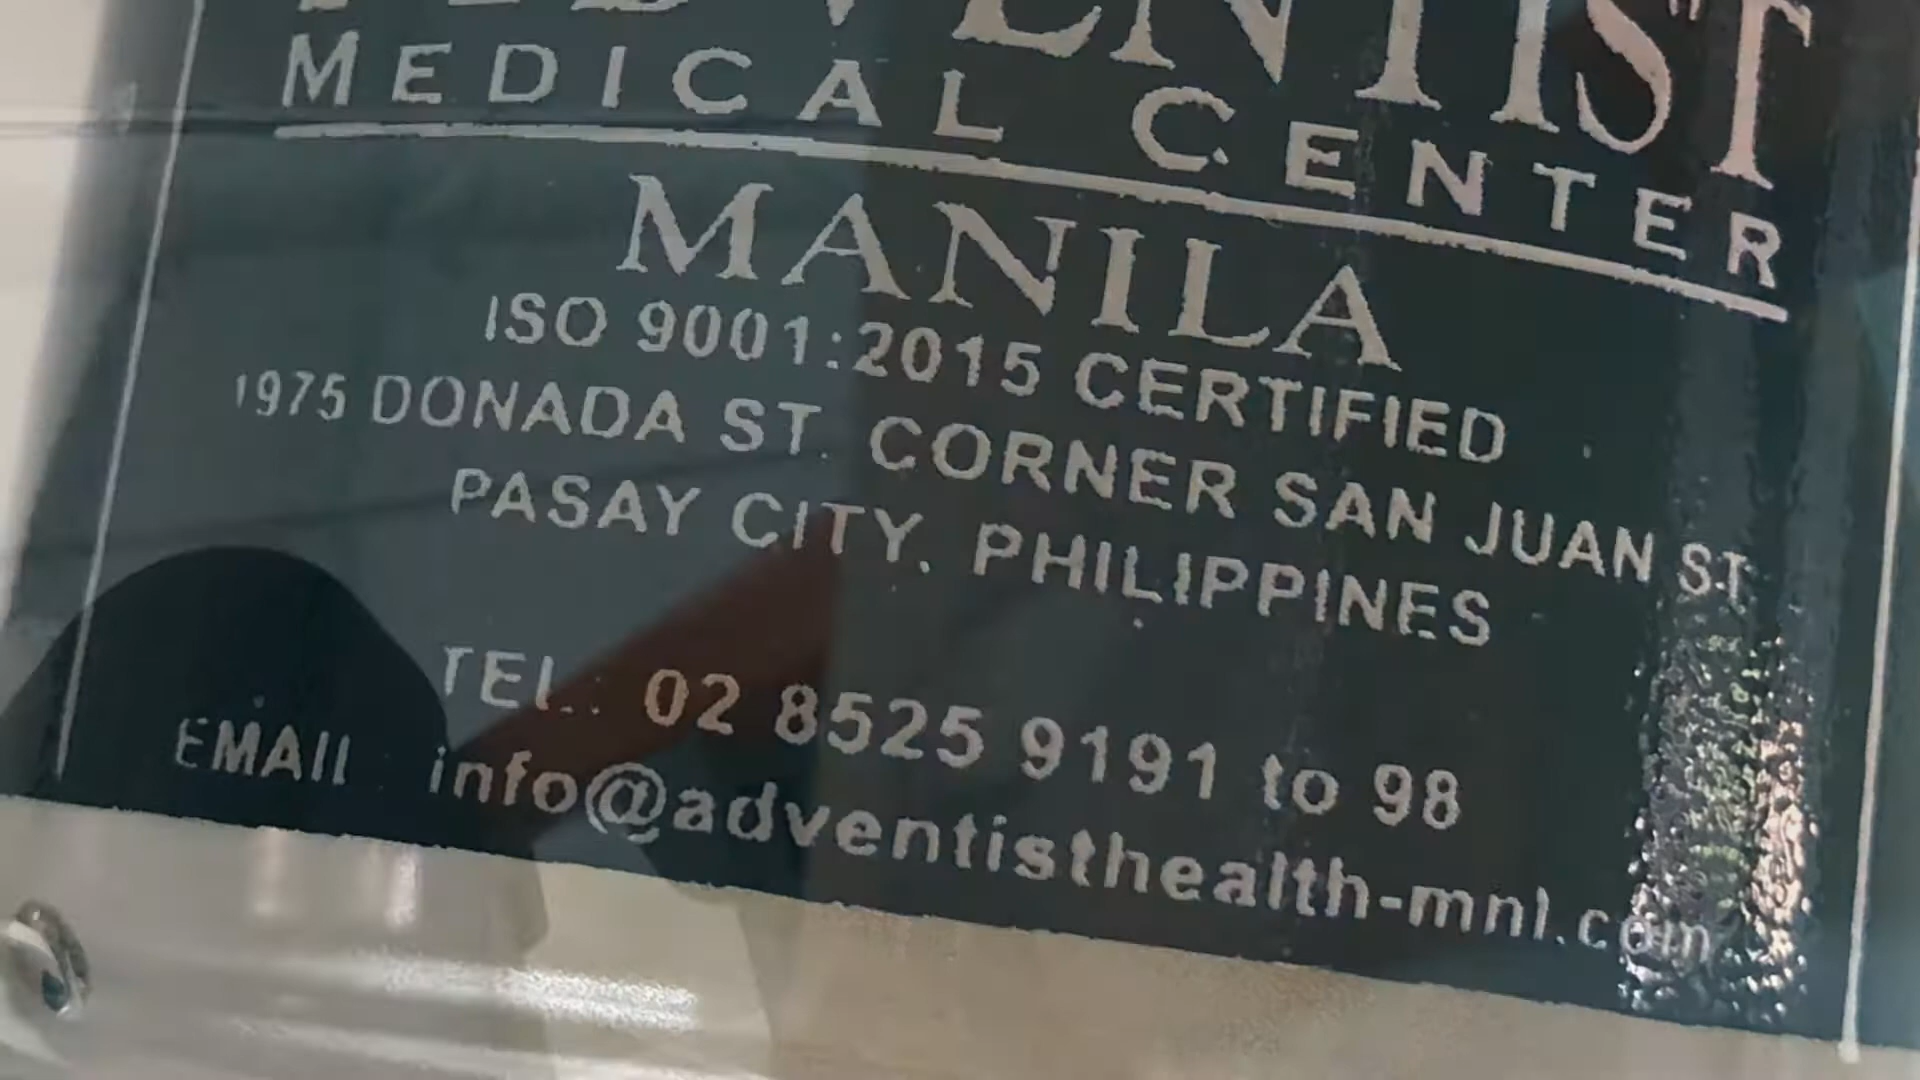 ADVENTIST
MEDICAL CENTER
MANILA
ISO 9001:2015 CERTIFIED
1975 DONADA ST. CORNER SAN JUAN ST
PASAY CITY, PHILIPPINES
TEL.: 02 8525 9191 to 98
EMAIL info@adventisthealth-mnl.com